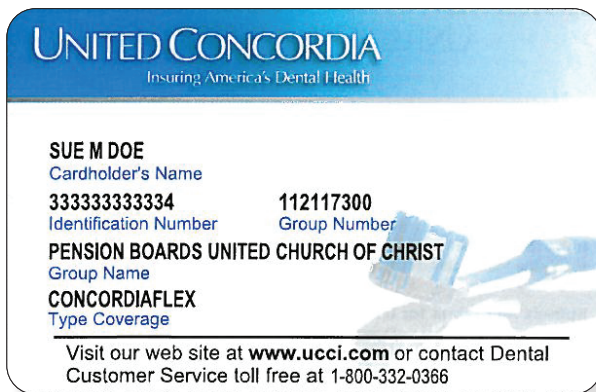 UNITED CONCORDIA
Insuring America's Dental Health
SUE M DOE
Cardholder's Name
333333333334 112117300
Identification Number Group Number
PENSION BOARDS UNITED CHURCH OF CHRIST
Group Name
CONCORDIAFLEX
Type Coverage
Visit our web site at www.ucci.com or contact Dental
Customer Service toll free at 1-800-332-0366